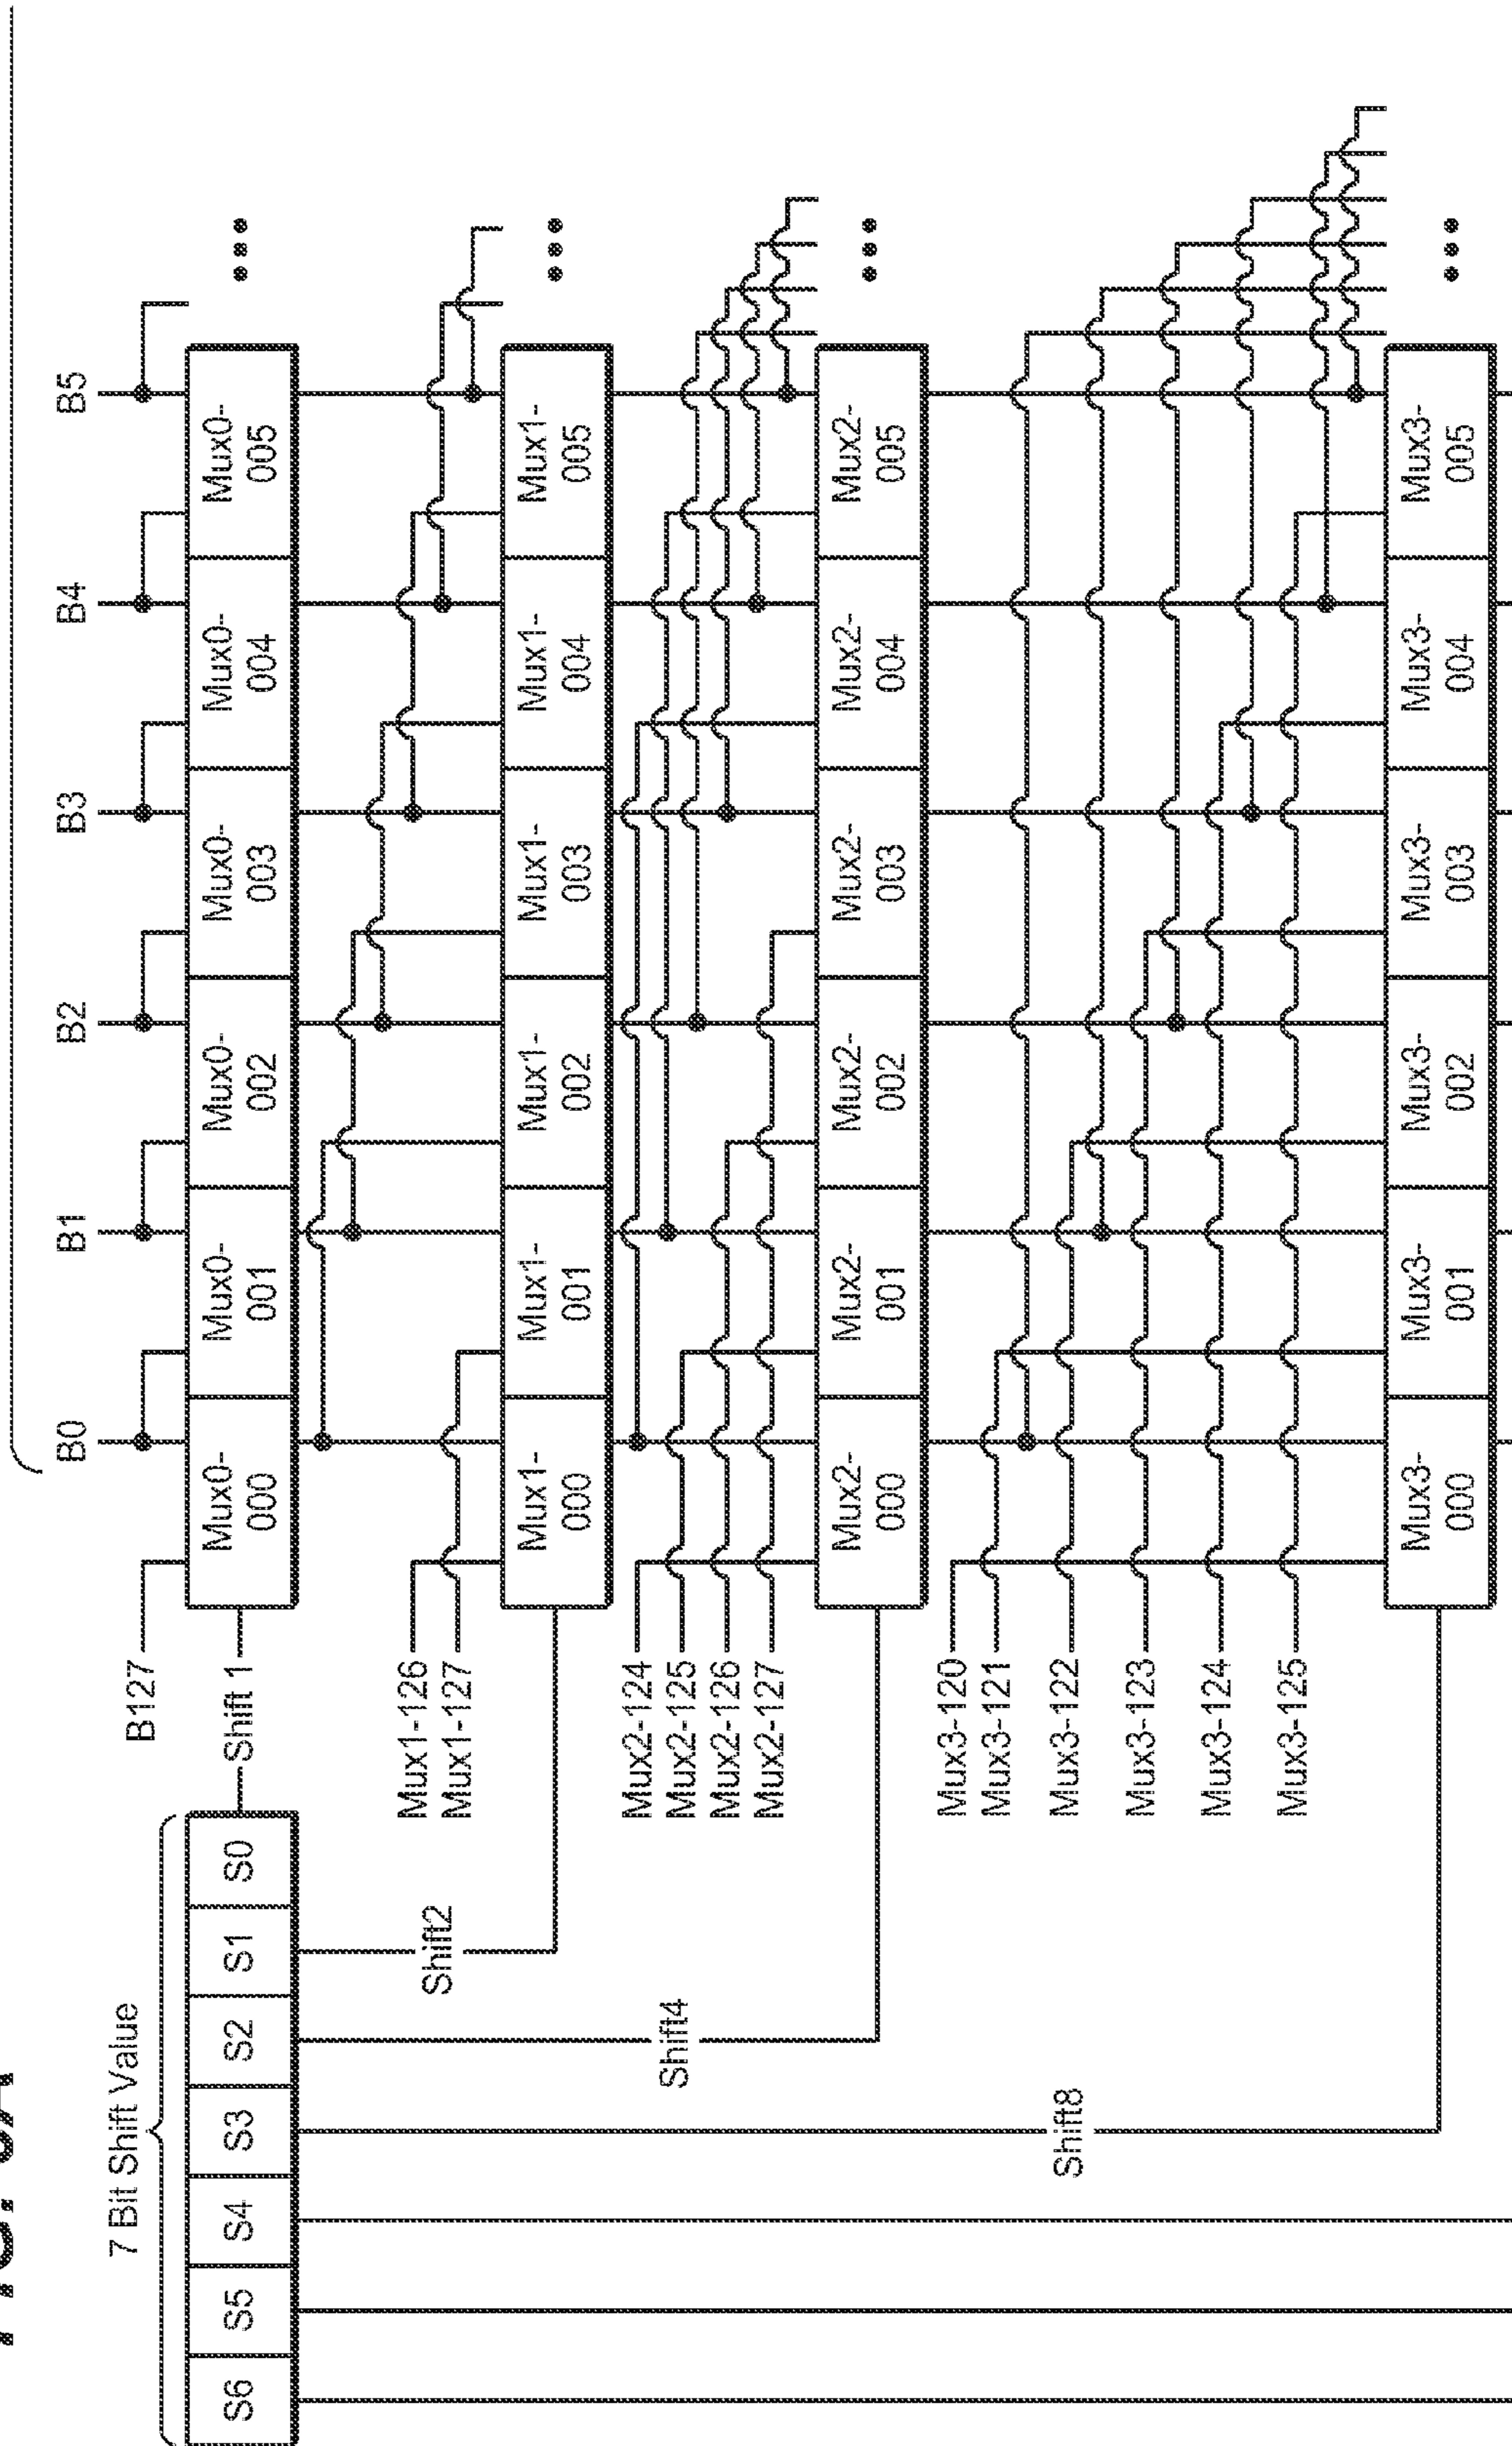 7 Bit Shift Value
S6 S5 S4 S3 S2 S1 S0
Shift 1
Shift2
Shift4
Shift8
B127
B0 B1 B2 B3 B4 B5
Mux0-000 Mux0-001 Mux0-002 Mux0-003 Mux0-004 Mux0-005
Mux1-126
Mux1-127
Mux1-000 Mux1-001 Mux1-002 Mux1-003 Mux1-004 Mux1-005
Mux2-124
Mux2-125
Mux2-126
Mux2-127
Mux2-000 Mux2-001 Mux2-002 Mux2-003 Mux2-004 Mux2-005
Mux3-120
Mux3-121
Mux3-122
Mux3-123
Mux3-124
Mux3-125
Mux3-000 Mux3-001 Mux3-002 Mux3-003 Mux3-004 Mux3-005